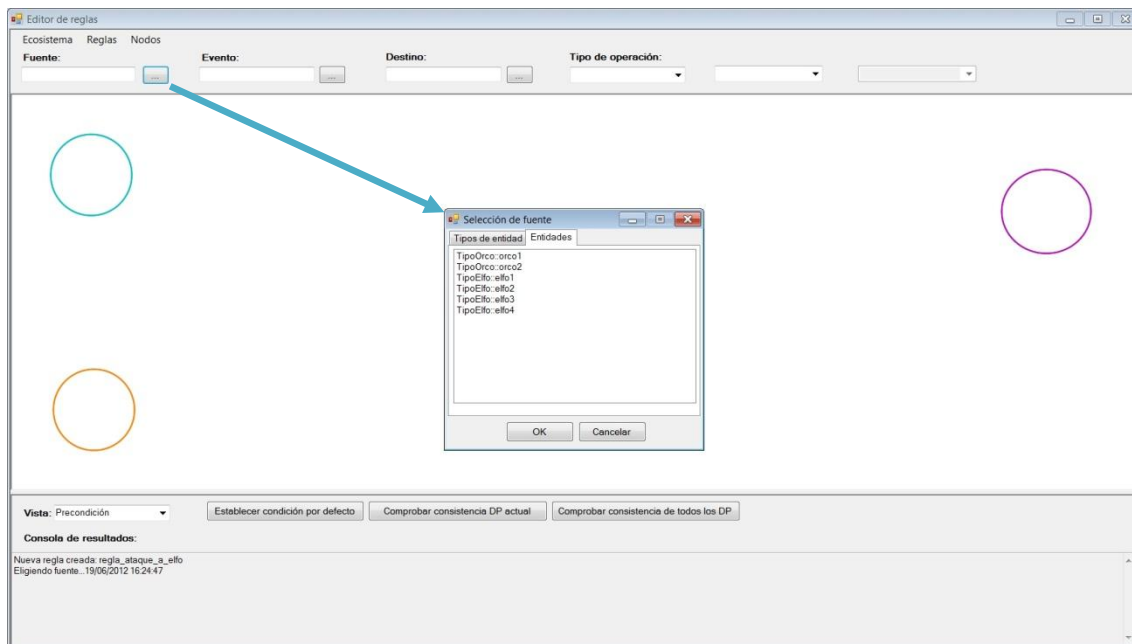 Editor de reglas
Ecosistema Reglas Nodos
Fuente: Evento: Destino: Tipo de operación:
... ... ...
Selección de fuente
Tipos de entidad Entidades
TipoOrco::orco1
TipoOrco::orco2
TipoElfo::elfo1
TipoElfo::elfo2
TipoElfo::elfo3
TipoElfo::elfo4
OK Cancelar
Vista: Precondición Establecer condición por defecto Comprobar consistencia DP actual Comprobar consistencia de todos los DP
Consola de resultados:
Nueva regla creada: regla_ataque_a_elfo
Eligiendo fuente...19/06/2012 16:24:47